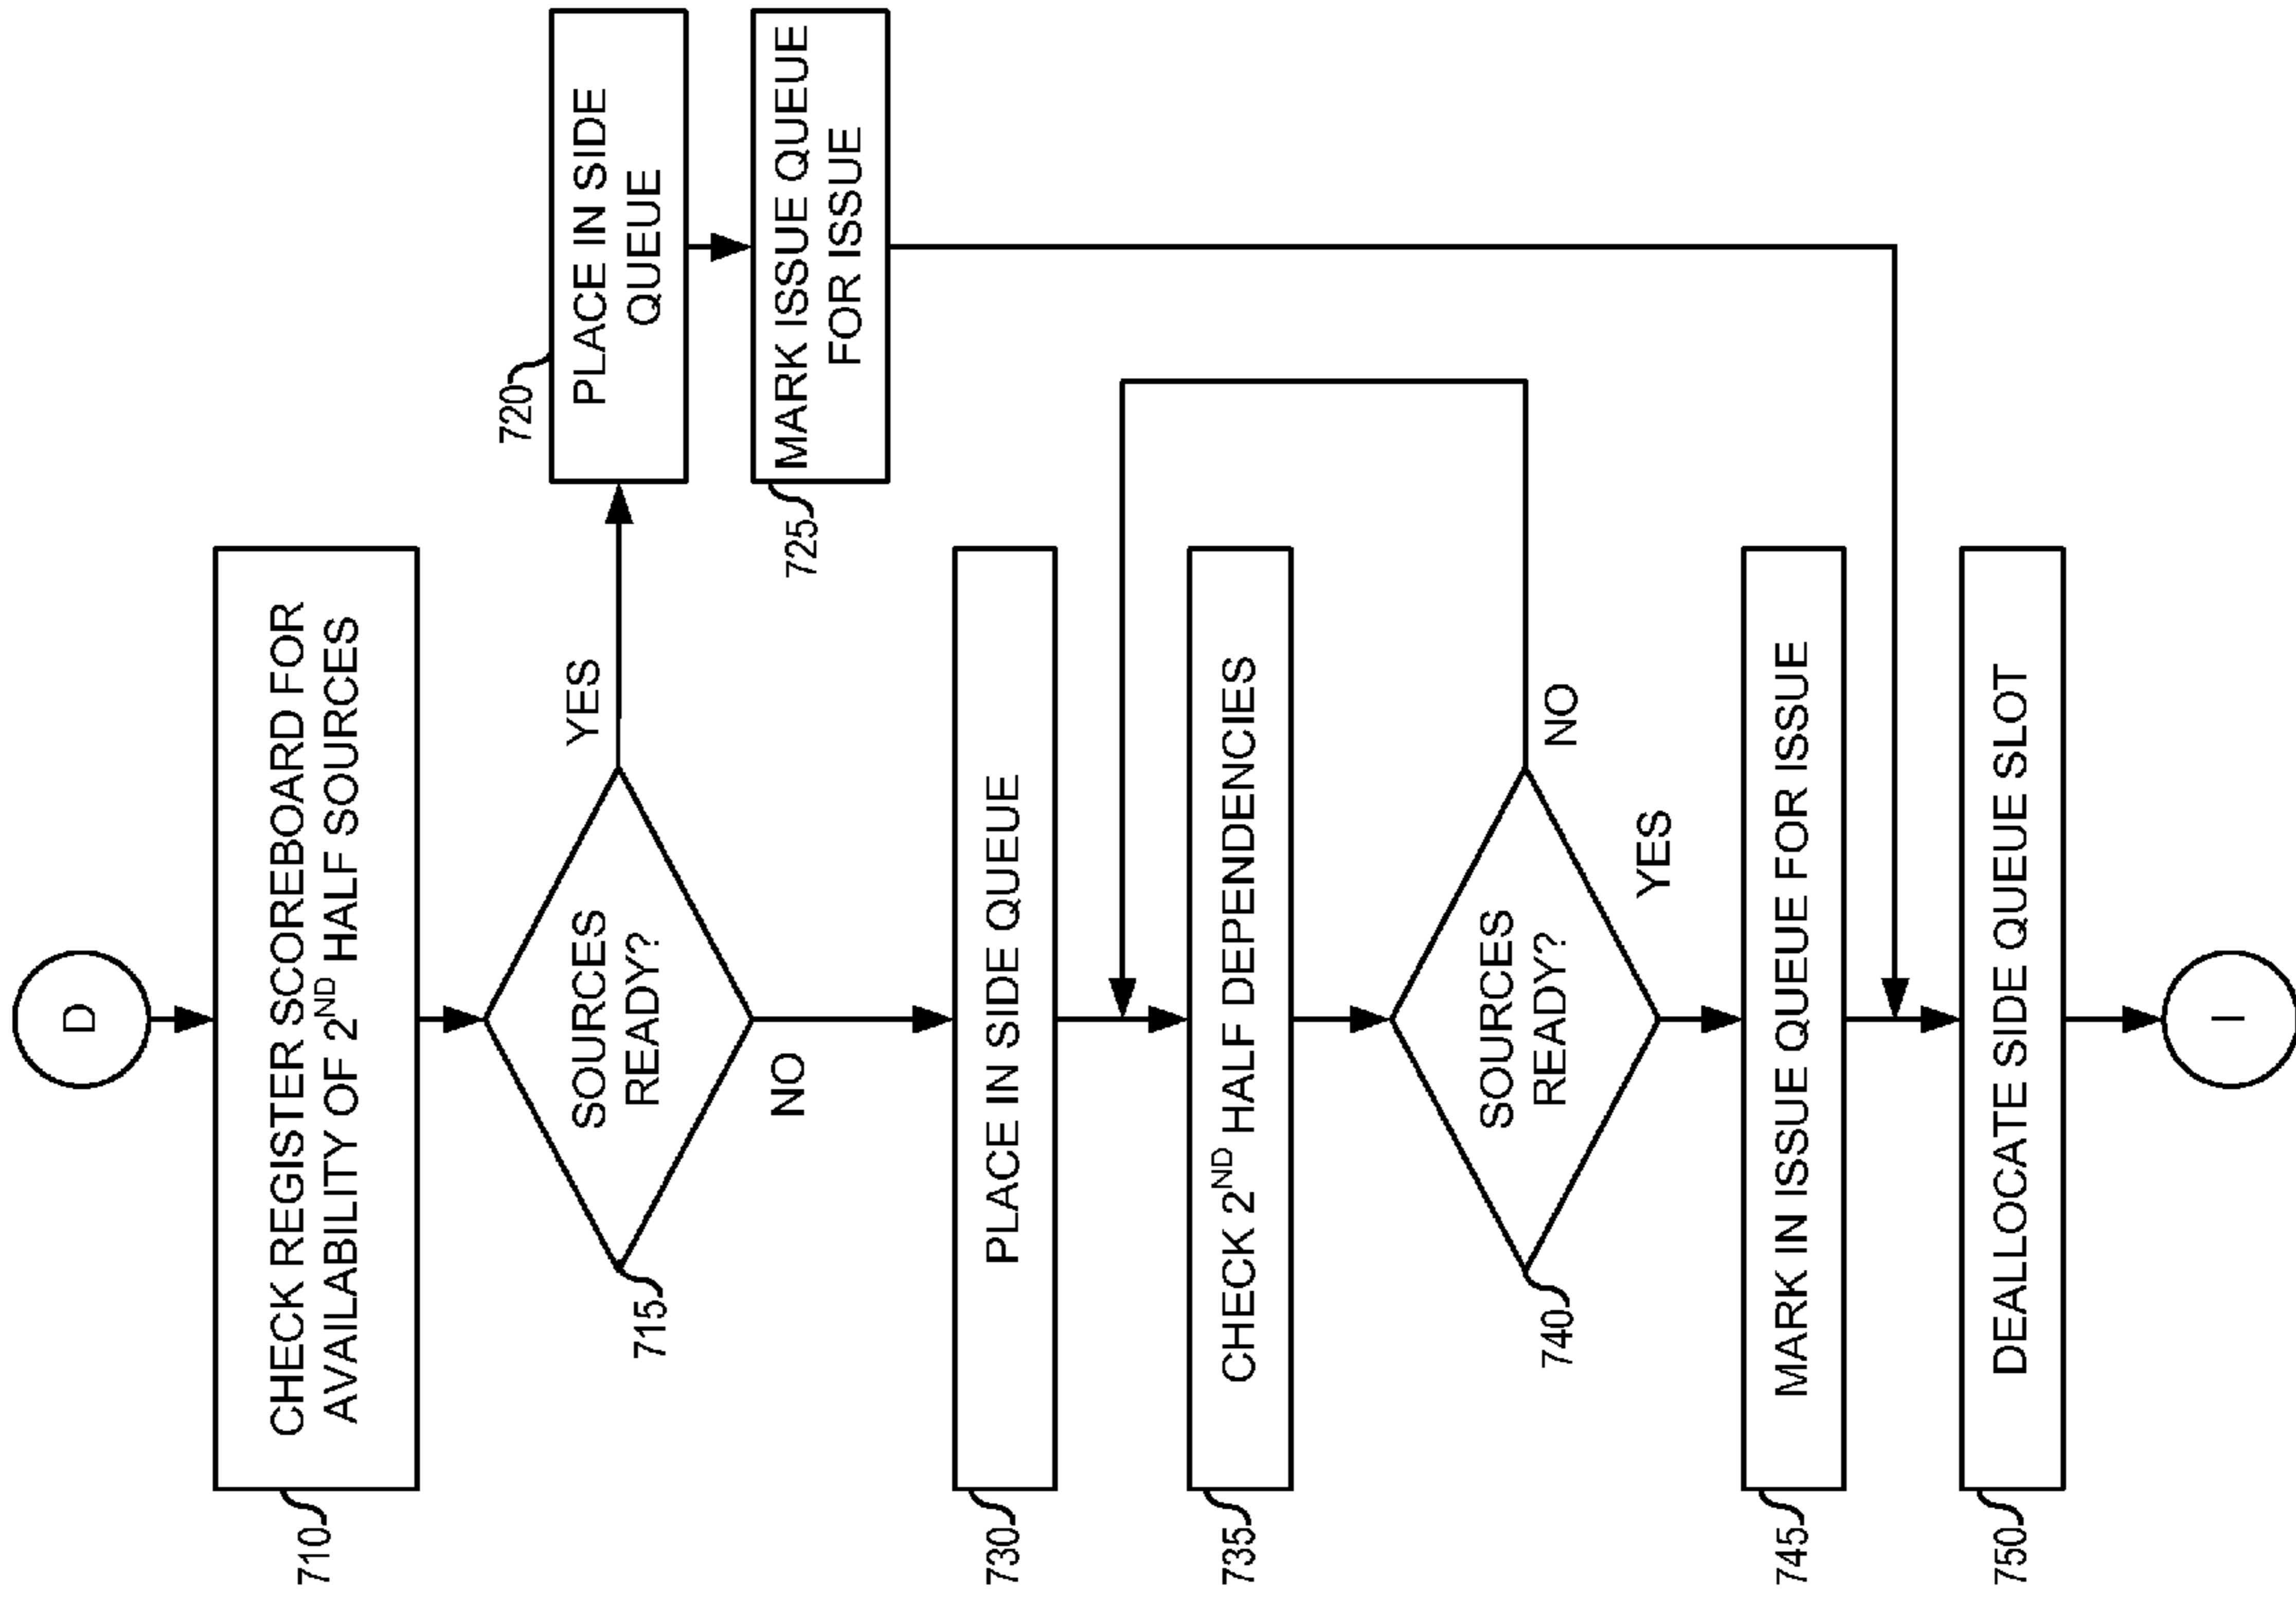 D
CHECK REGISTER SCOREBOARD FOR
AVAILABILITY OF 2ND HALF SOURCES
710
SOURCES
READY?
715
YES
NO
720
PLACE IN SIDE
QUEUE
725
MARK ISSUE QUEUE
FOR ISSUE
PLACE IN SIDE QUEUE
730
CHECK 2ND HALF DEPENDENCIES
735
SOURCES
READY?
740
NO
YES
MARK IN ISSUE QUEUE FOR ISSUE
745
DEALLOCATE SIDE QUEUE SLOT
750
I